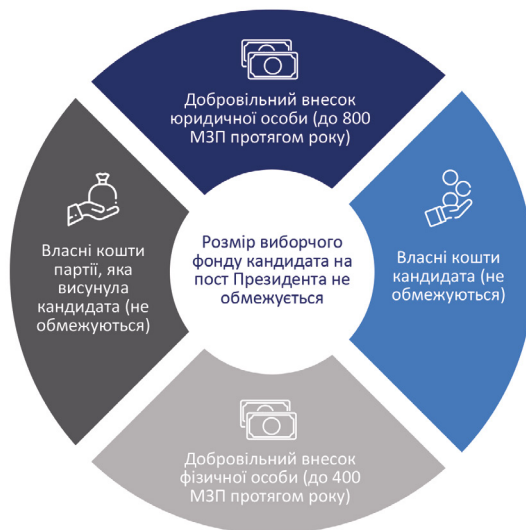 Добровільний внесок
юридичної особи (до 800
МЗП протягом року)
Власні кошти
партії, яка
висунула
кандидата (не
обмежуються)
Розмір виборчого
фонду кандидата на
пост Президента не
обмежується
Власні кошти
кандидата (не
обмежуються)
Добровільний внесок
фізичної особи (до 400
МЗП протягом року)